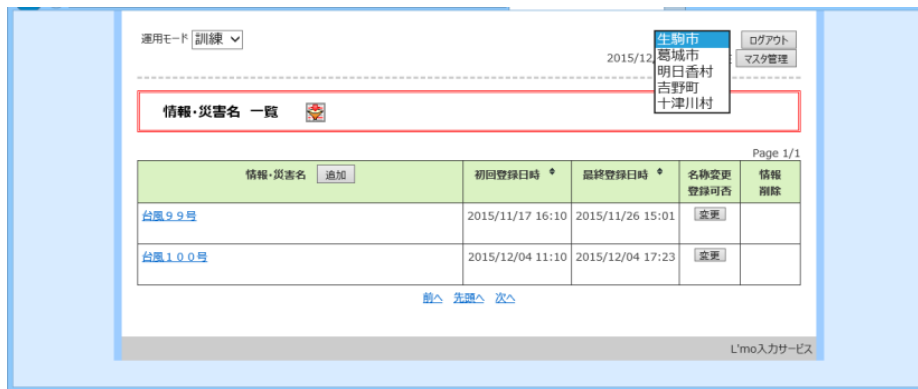 運用モード 訓練
生駒市
葛城市
明日香村
吉野町
十津川村
ログアウト
2015/12/
マスタ管理
情報・災害名 一覧
Page 1/1
情報・災害名 追加 初回登録日時 最終登録日時 名称変更登録可否 情報削除
台風99号 2015/11/17 16:10 2015/11/26 15:01 変更
台風100号 2015/12/04 11:10 2015/12/04 17:23 変更
前へ 先頭へ 次へ
L'mo入力サービス